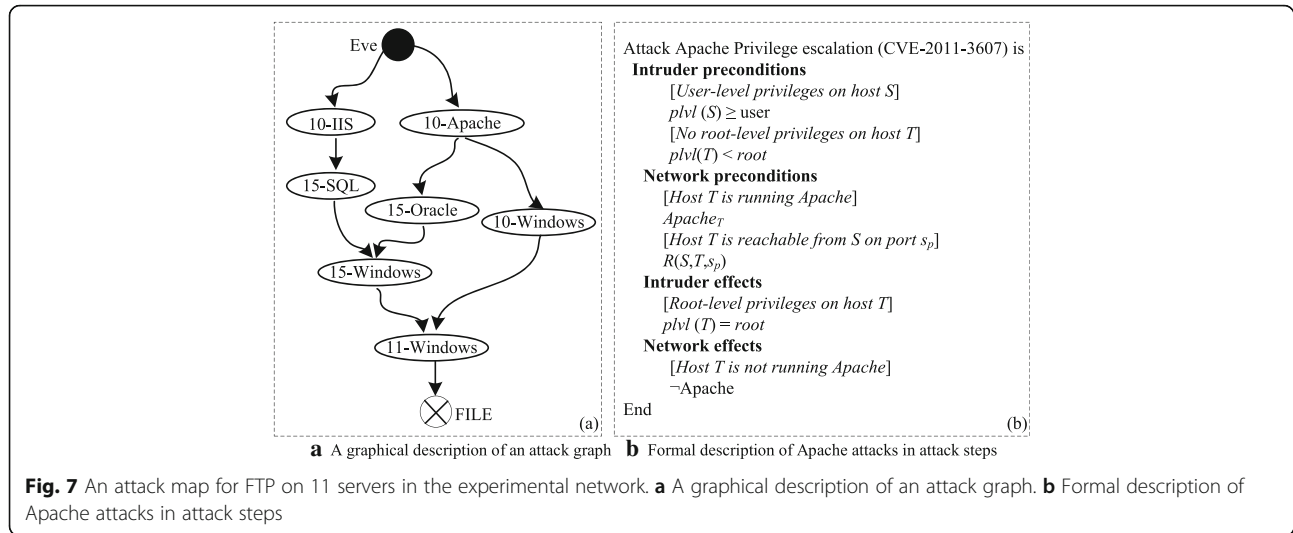 Eve
10-IIS
10-Apache
15-SQL
15-Oracle
10-Windows
15-Windows
11-Windows
FILE
(a)
Attack Apache Privilege escalation (CVE-2011-3607) is
Intruder preconditions
[User-level privileges on host S]
plvl (S) ≥ user
[No root-level privileges on host T]
plvl(T) < root
Network preconditions
[Host T is running Apache]
Apache_T
[Host T is reachable from S on port s_p]
R(S,T,s_p)
Intruder effects
[Root-level privileges on host T]
plvl (T) = root
Network effects
[Host T is not running Apache]
¬Apache
End
(b)
a A graphical description of an attack graph
b Formal description of Apache attacks in attack steps
Fig. 7 An attack map for FTP on 11 servers in the experimental network. a A graphical description of an attack graph. b Formal description of
Apache attacks in attack steps